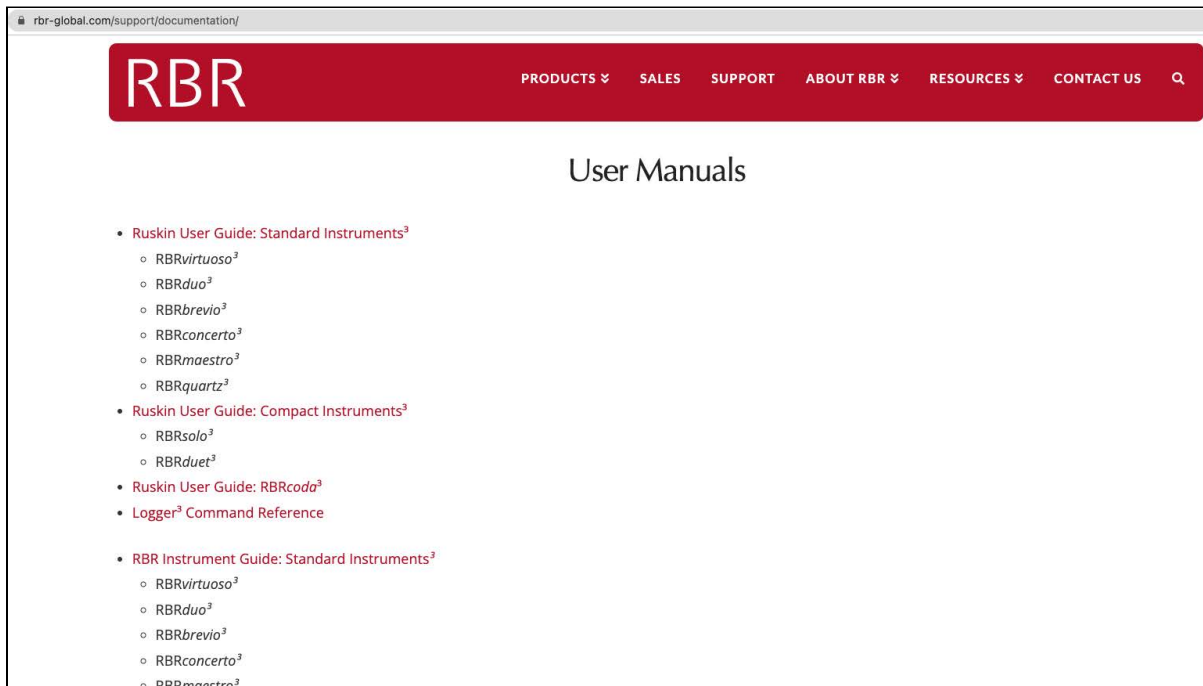 rbr-global.com/support/documentation/
RBR PRODUCTS SALES SUPPORT ABOUT RBR RESOURCES CONTACT US
User Manuals
Ruskin User Guide: Standard Instruments³
RBRvirtuoso³
RBRduo³
RBRbrevio³
RBRconcerto³
RBRmaestro³
RBRquartz³
Ruskin User Guide: Compact Instruments³
RBRsolo³
RBRduet³
Ruskin User Guide: RBRcoda³
Logger³ Command Reference
RBR Instrument Guide: Standard Instruments³
RBRvirtuoso³
RBRduo³
RBRbrevio³
RBRconcerto³
RBRmaestro³